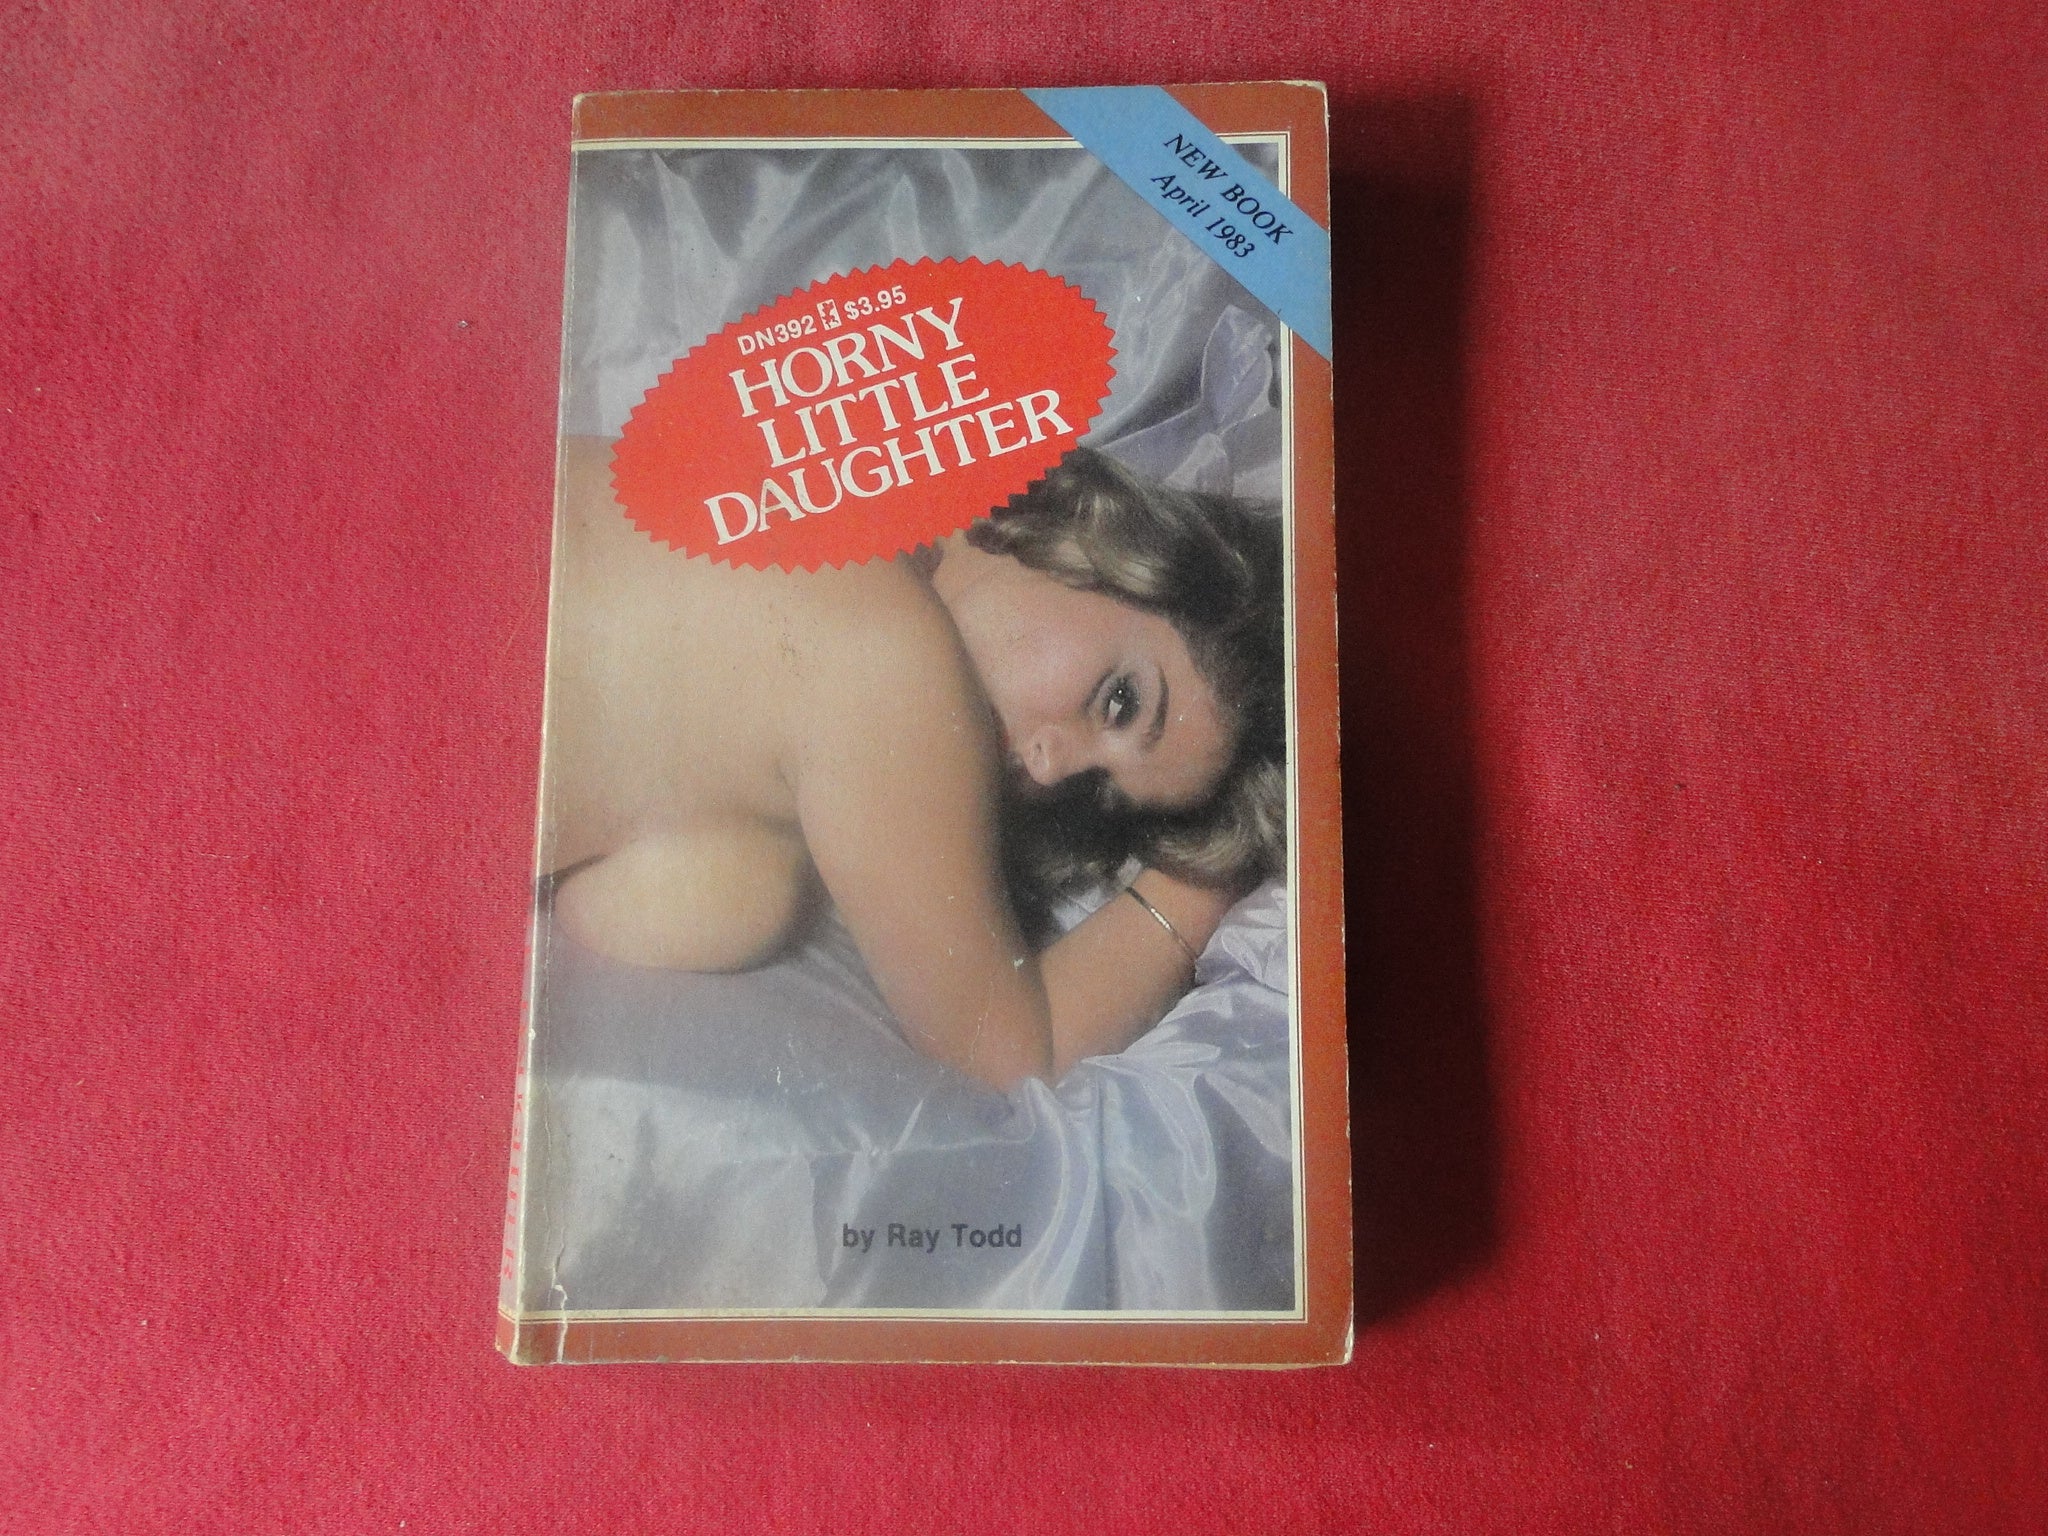 NEW BOOK
April 1983
DN392 $3.95
HORNY
LITTLE
DAUGHTER
by Ray Todd